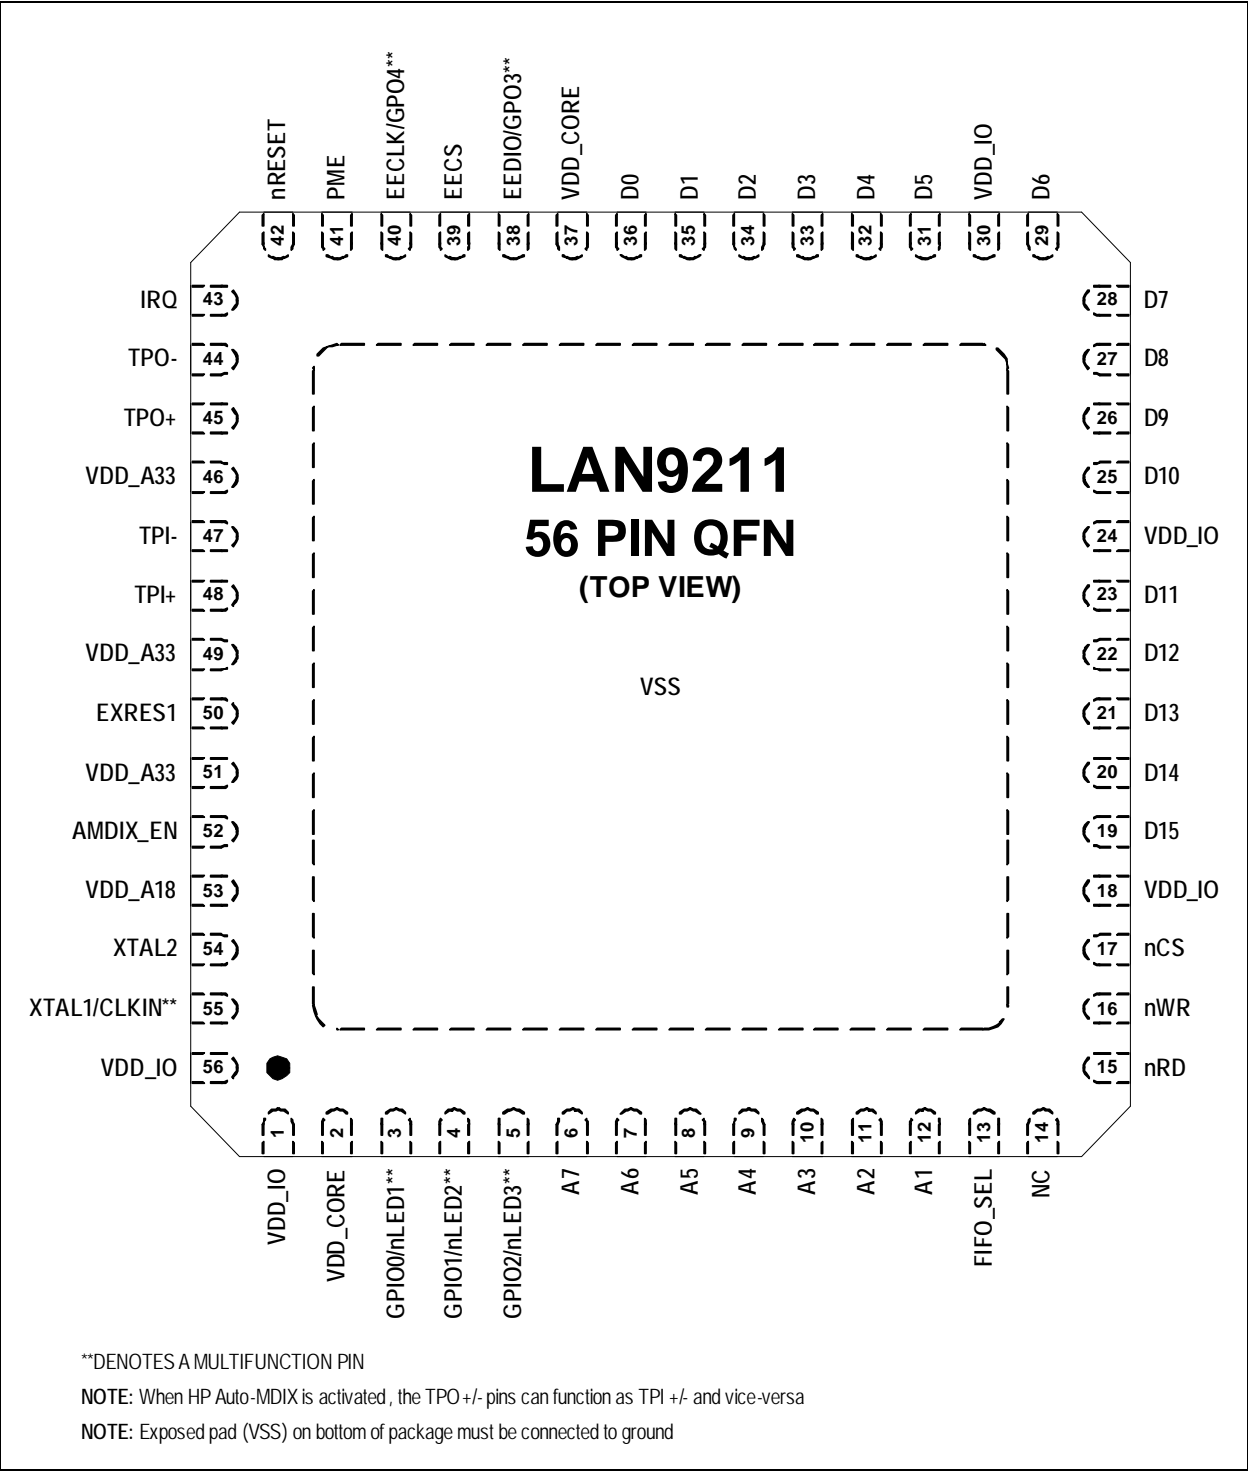 nRESET
PME
EECLK/GPO4**
EECS
EEDIO/GPO3**
VDD_CORE
D0
D1
D2
D3
D4
D5
VDD_IO
D6
42
41
40
39
38
37
36
35
34
33
32
31
30
29
IRQ 43
TPO- 44
TPO+ 45
VDD_A33 46
TPI- 47
TPI+ 48
VDD_A33 49
EXRES1 50
VDD_A33 51
AMDIX_EN 52
VDD_A18 53
XTAL2 54
XTAL1/CLKIN** 55
VDD_IO 56
LAN9211
56 PIN QFN
(TOP VIEW)
VSS
28 D7
27 D8
26 D9
25 D10
24 VDD_IO
23 D11
22 D12
21 D13
20 D14
19 D15
18 VDD_IO
17 nCS
16 nWR
15 nRD
1
2
3
4
5
6
7
8
9
10
11
12
13
14
VDD_IO
VDD_CORE
GPIO0/nLED1**
GPIO1/nLED2**
GPIO2/nLED3**
A7
A6
A5
A4
A3
A2
A1
FIFO_SEL
NC
**DENOTES A MULTIFUNCTION PIN
NOTE: When HP Auto-MDIX is activated, the TPO+/- pins can function as TPI +/- and vice-versa
NOTE: Exposed pad (VSS) on bottom of package must be connected to ground